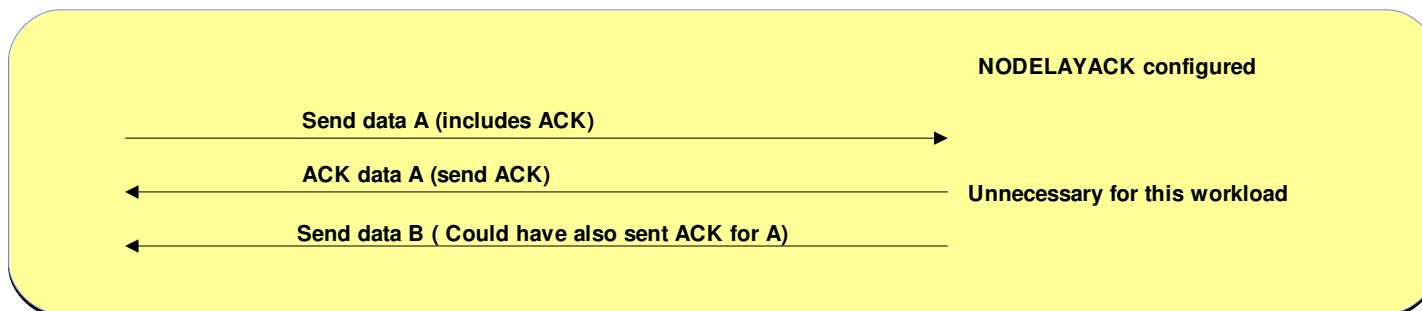 NODELAYACK configured
Send data A (includes ACK)
ACK data A (send ACK)
Unnecessary for this workload
Send data B ( Could have also sent ACK for A)